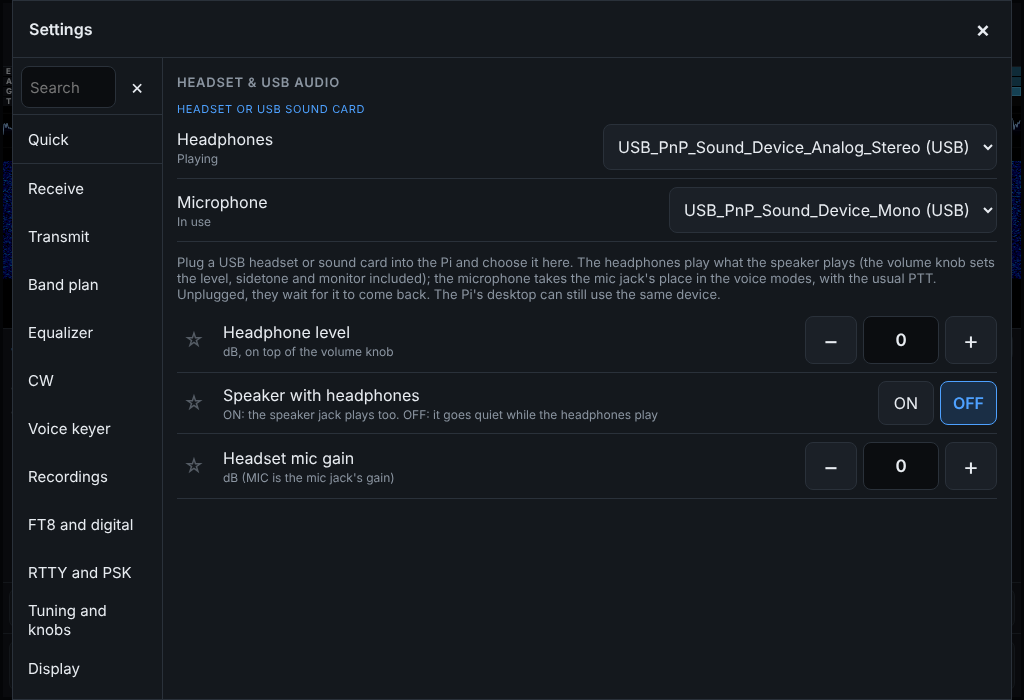 Settings
×
Search
×
Quick
Receive
Transmit
Band plan
Equalizer
CW
Voice keyer
Recordings
FT8 and digital
RTTY and PSK
Tuning and
knobs
Display
HEADSET & USB AUDIO
HEADSET OR USB SOUND CARD
Headphones
Playing
USB_PnP_Sound_Device_Analog_Stereo (USB)
Microphone
In use
USB_PnP_Sound_Device_Mono (USB)
Plug a USB headset or sound card into the Pi and choose it here. The headphones play what the speaker plays (the volume knob sets
the level, sidetone and monitor included); the microphone takes the mic jack's place in the voice modes, with the usual PTT.
Unplugged, they wait for it to come back. The Pi's desktop can still use the same device.
Headphone level
dB, on top of the volume knob
− 0 +
Speaker with headphones
ON: the speaker jack plays too. OFF: it goes quiet while the headphones play
ON OFF
Headset mic gain
dB (MIC is the mic jack's gain)
− 0 +